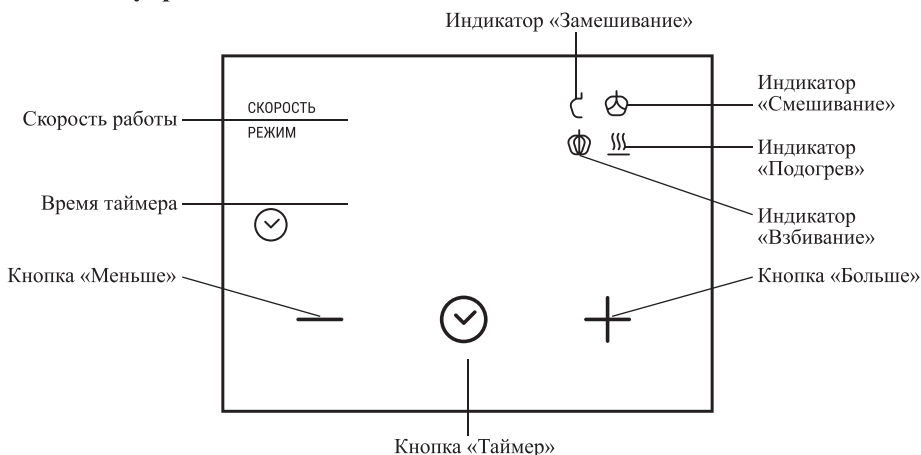 Индикатор «Замешивание»
Индикатор
«Смешивание»
СКОРОСТЬ
Скорость работы
РЕЖИМ
Индикатор
«Подогрев»
Время таймера
Индикатор
«Взбивание»
Кнопка «Меньше»
Кнопка «Больше»
Кнопка «Таймер»